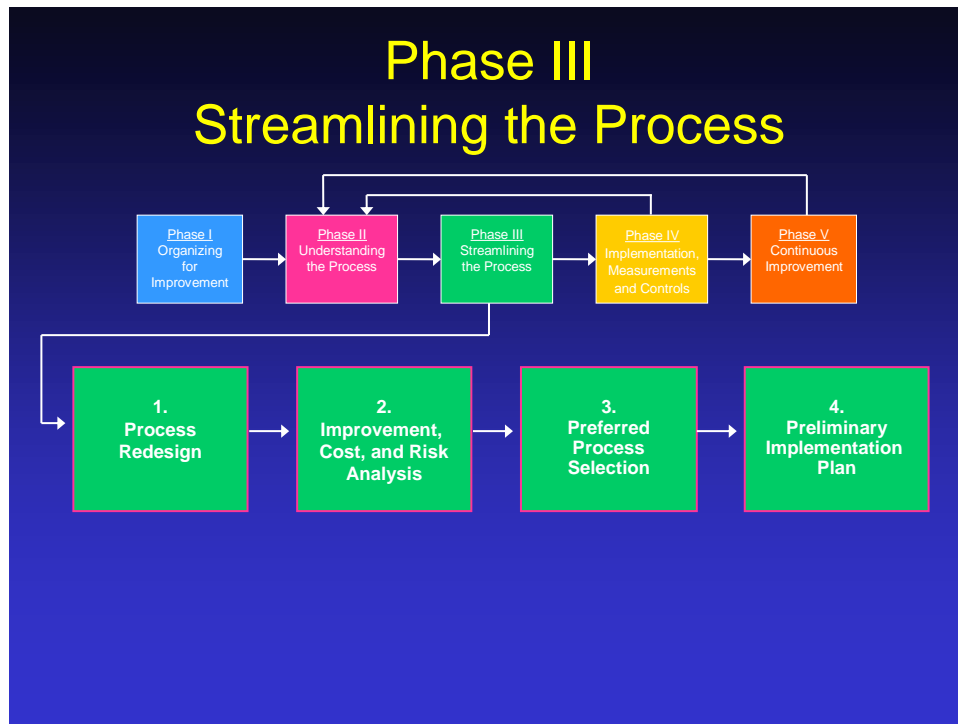 Phase III
Streamlining the Process
Phase I
Organizing
for
Improvement
Phase II
Understanding
the Process
Phase III
Streamlining
the Process
Phase IV
Implementation,
Measurements
and Controls
Phase V
Continuous
Improvement
1.
Process
Redesign
2.
Improvement,
Cost, and Risk
Analysis
3.
Preferred
Process
Selection
4.
Preliminary
Implementation
Plan